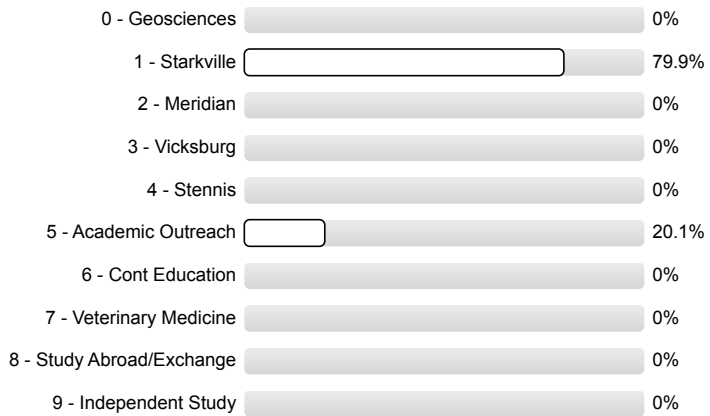 0 - Geosciences 0%
1 - Starkville 79.9%
2 - Meridian 0%
3 - Vicksburg 0%
4 - Stennis 0%
5 - Academic Outreach 20.1%
6 - Cont Education 0%
7 - Veterinary Medicine 0%
8 - Study Abroad/Exchange 0%
9 - Independent Study 0%